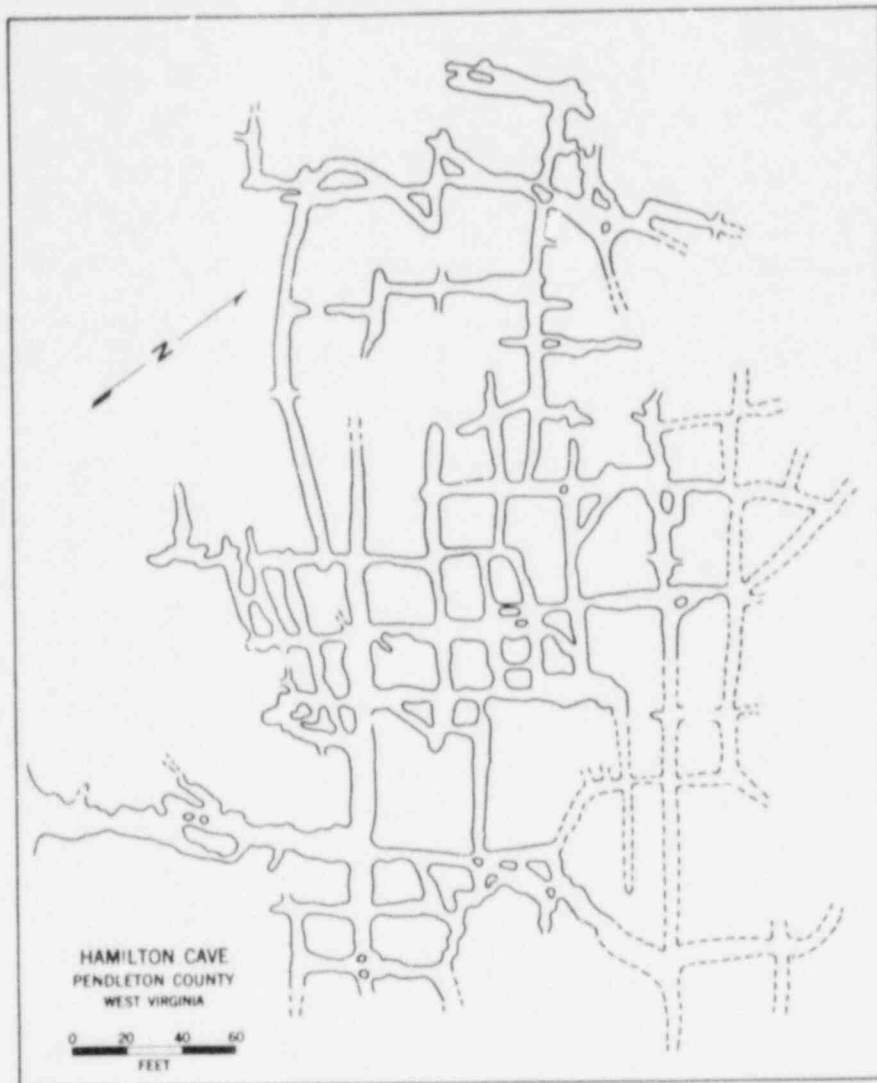 N
HAMILTON CAVE
PENDLETON COUNTY
WEST VIRGINIA
0 20 40 60
FEET